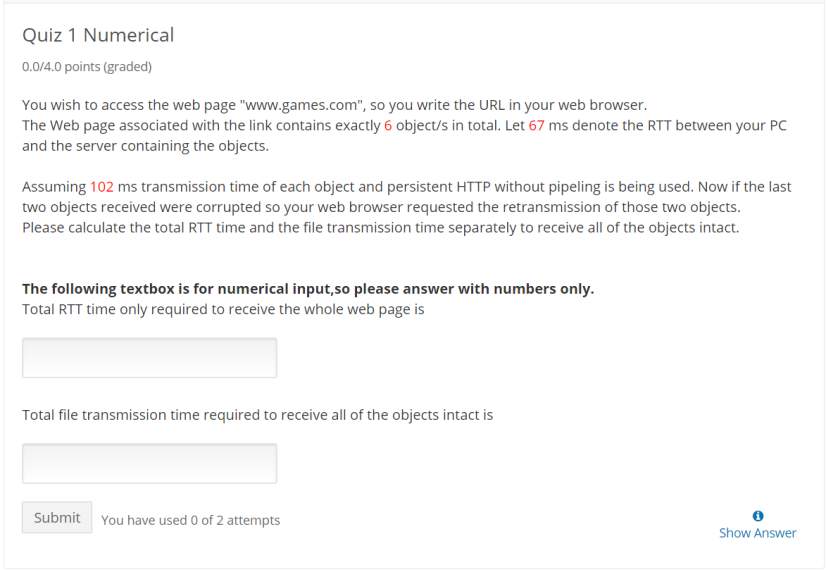 Quiz 1 Numerical
0.0/4.0 points (graded)
You wish to access the web page "www.games.com", so you write the URL in your web browser.
The Web page associated with the link contains exactly 6 object/s in total. Let 67 ms denote the RTT between your PC
and the server containing the objects.
Assuming 102 ms transmission time of each object and persistent HTTP without pipeling is being used. Now if the last
two objects received were corrupted so your web browser requested the retransmission of those two objects.
Please calculate the total RTT time and the file transmission time separately to receive all of the objects intact.
The following textbox is for numerical input,so please answer with numbers only.
Total RTT time only required to receive the whole web page is
Total file transmission time required to receive all of the objects intact is
Submit You have used 0 of 2 attempts
Show Answer